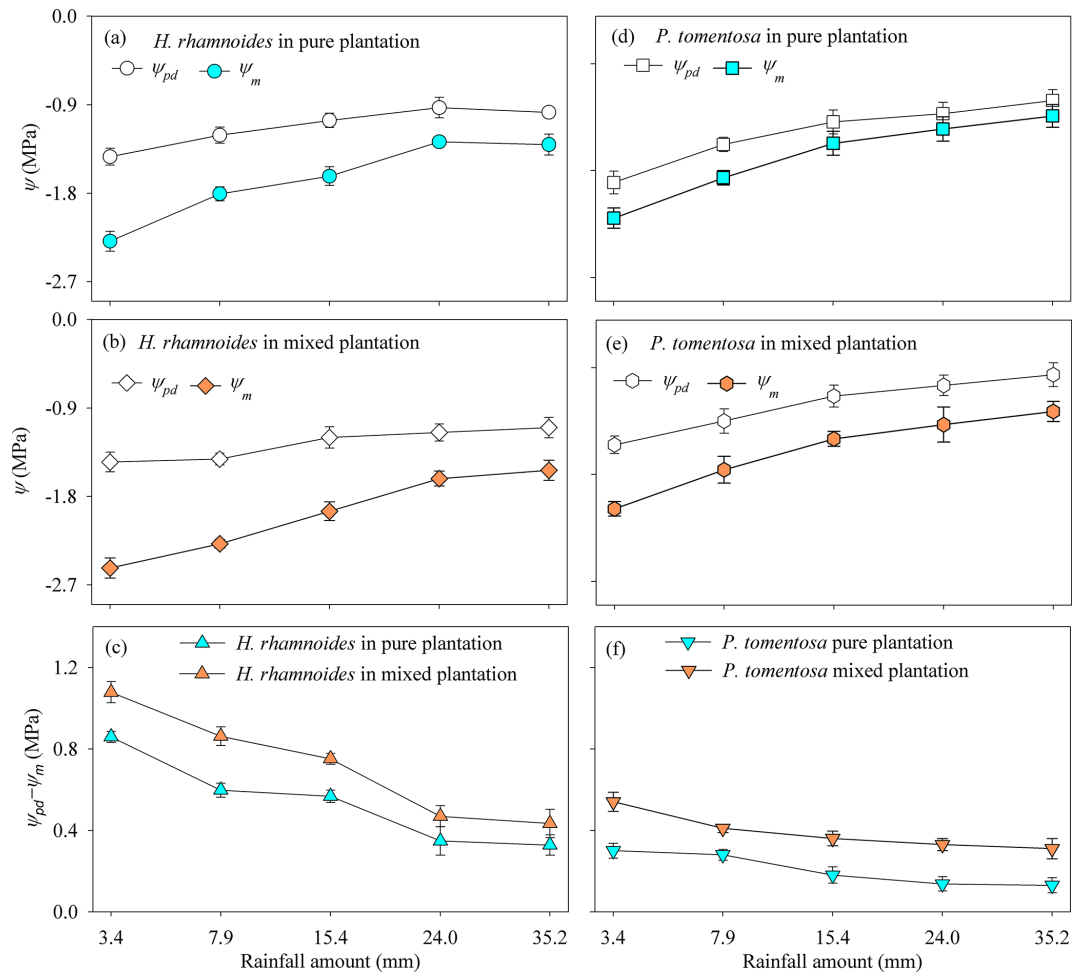 (a) H. rhamnoides in pure plantation
ψpd ψm
0.0
-0.9
-1.8
-2.7
ψ (MPa)
(d) P. tomentosa in pure plantation
ψpd ψm
(b) H. rhamnoides in mixed plantation
ψpd ψm
0.0
-0.9
-1.8
-2.7
ψ (MPa)
(e) P. tomentosa in mixed plantation
ψpd ψm
(c) H. rhamnoides in pure plantation
H. rhamnoides in mixed plantation
1.2
0.8
0.4
0.0
ψpd−ψm (MPa)
3.4 7.9 15.4 24.0 35.2
Rainfall amount (mm)
P. tomentosa pure plantation (f)
P. tomentosa mixed plantation
3.4 7.9 15.4 24.0 35.2
Rainfall amount (mm)